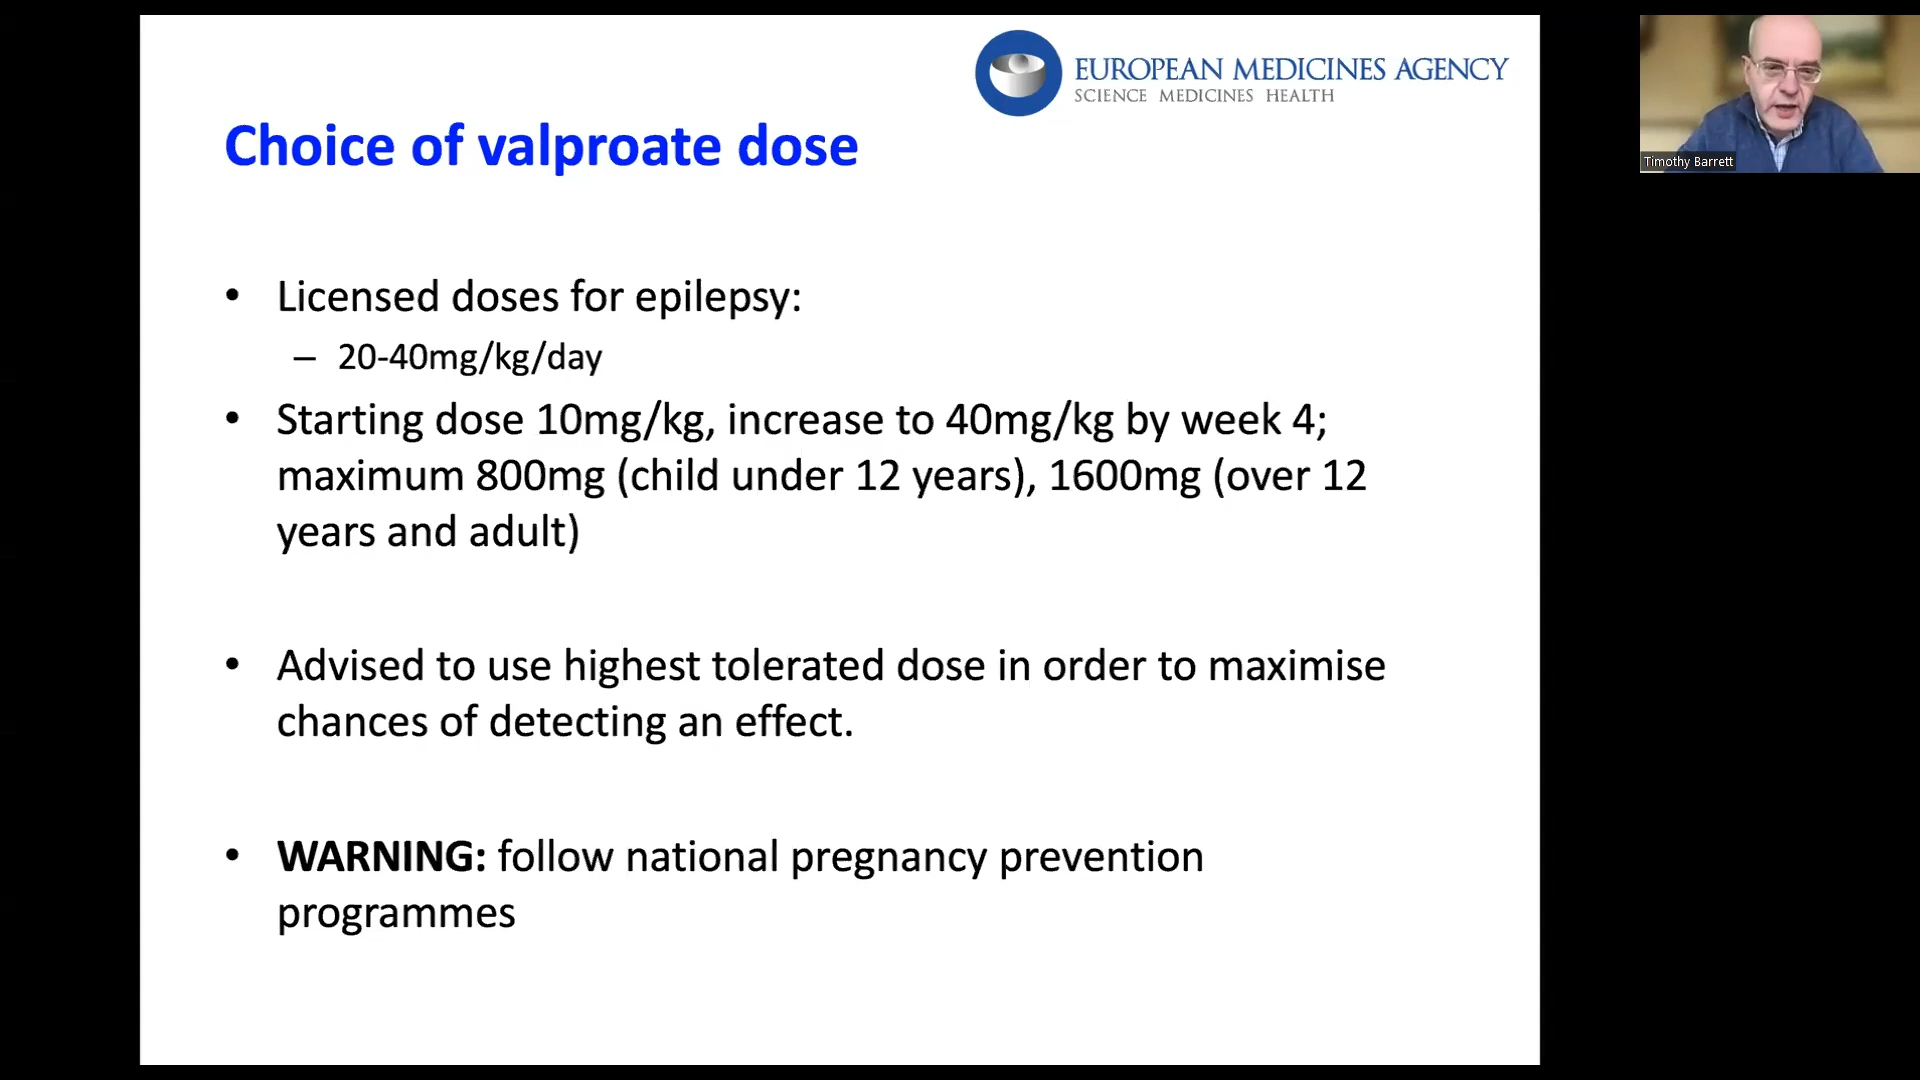 EUROPEAN MEDICINES AGENCY
SCIENCE MEDICINES HEALTH
Choice of valproate dose
• Licensed doses for epilepsy:
– 20-40mg/kg/day
• Starting dose 10mg/kg, increase to 40mg/kg by week 4;
maximum 800mg (child under 12 years), 1600mg (over 12
years and adult)
• Advised to use highest tolerated dose in order to maximise
chances of detecting an effect.
• WARNING: follow national pregnancy prevention
programmes
Timothy Barrett